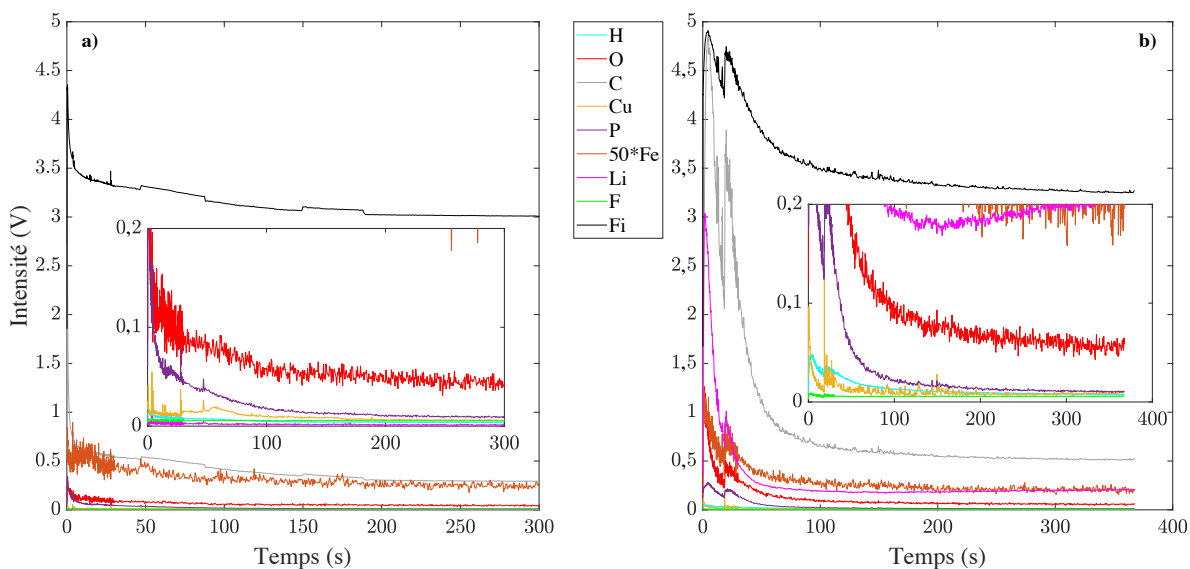 a)
5
4,5
4
3,5
3
2,5
2
1,5
1
0,5
0
0 50 100 150 200 250 300
Intensité (V)
Temps (s)
0,2
0,1
0
0 100 200 300
H
O
C
Cu
P
50*Fe
Li
F
Fi
b)
5
4,5
4
3,5
3
2,5
2
1,5
1
0,5
0
0 100 200 300 400
Temps (s)
0,2
0,1
0
0 100 200 300 400